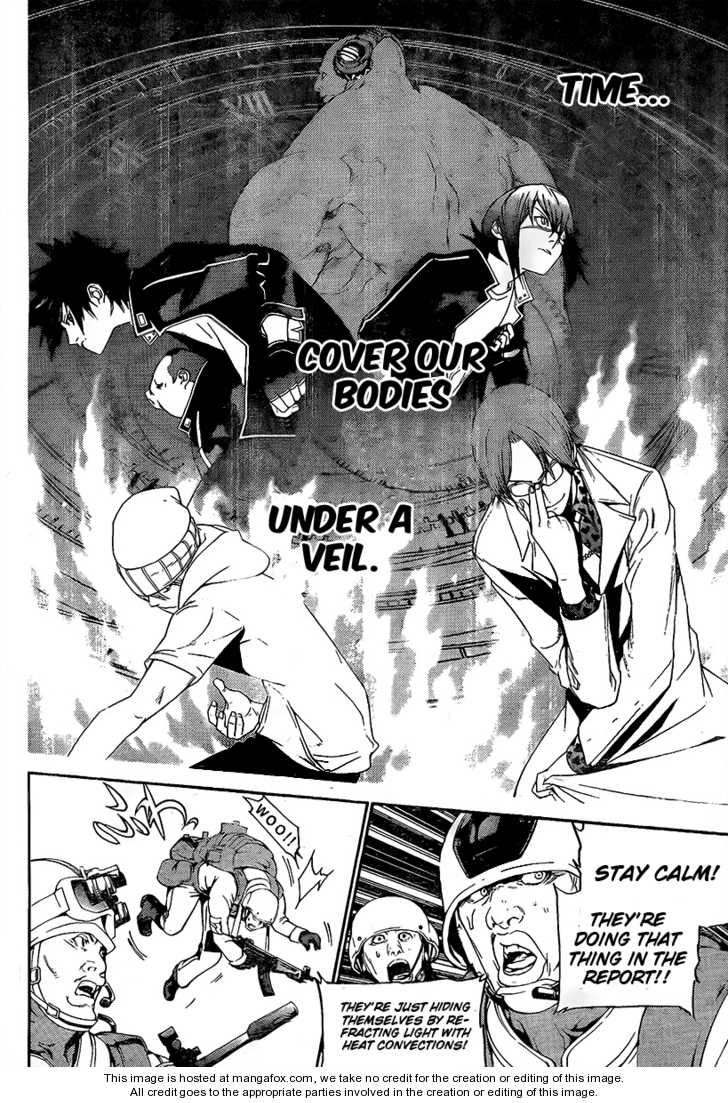 TIME...
COVER OUR
BODIES
UNDER A
VEIL.
WOO!!
STAY CALM!
THEY'RE
DOING THAT
THING IN THE
REPORT!!
THEY'RE JUST HIDING
THEMSELVES BY RE-
FRACTING LIGHT WITH
HEAT CONVECTIONS!
This image is hosted at mangafox.com, we take no credit for the creation or editing of this image.
All credit goes to the appropriate parties involved in the creation or editing of this image.